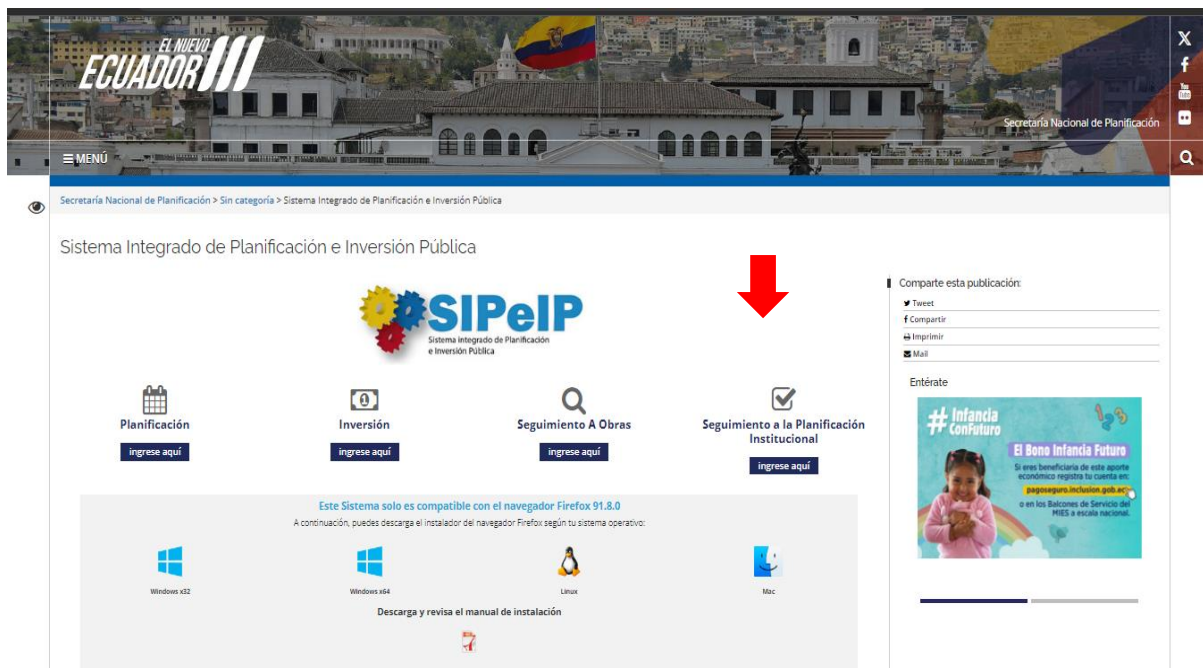 EL NUEVO
ECUADOR
Secretaría Nacional de Planificación
MENÚ
Secretaría Nacional de Planificación > Sin categoría > Sistema Integrado de Planificación e Inversión Pública
Sistema Integrado de Planificación e Inversión Pública
SIPeIP
Sistema integrado de Planificación
e Inversión Pública
Planificación
ingrese aquí
Inversión
ingrese aquí
Seguimiento A Obras
ingrese aquí
Seguimiento a la Planificación
Institucional
ingrese aquí
Este Sistema solo es compatible con el navegador Firefox 91.8.0
A continuación, puedes descarga el instalador del navegador Firefox según tu sistema operativo:
Windows x32
Windows x64
Linux
Mac
Descarga y revisa el manual de instalación
Comparte esta publicación:
Tweet
Compartir
Imprimir
Mail
Entérate
# Infancia
ConFuturo
123
El Bono Infancia Futuro
Si eres beneficiaria de este aporte
económico registra tu cuenta en:
pagoseguro.inclusion.gob.ec
o en los Balcones de Servicio del
MIES a escala nacional.